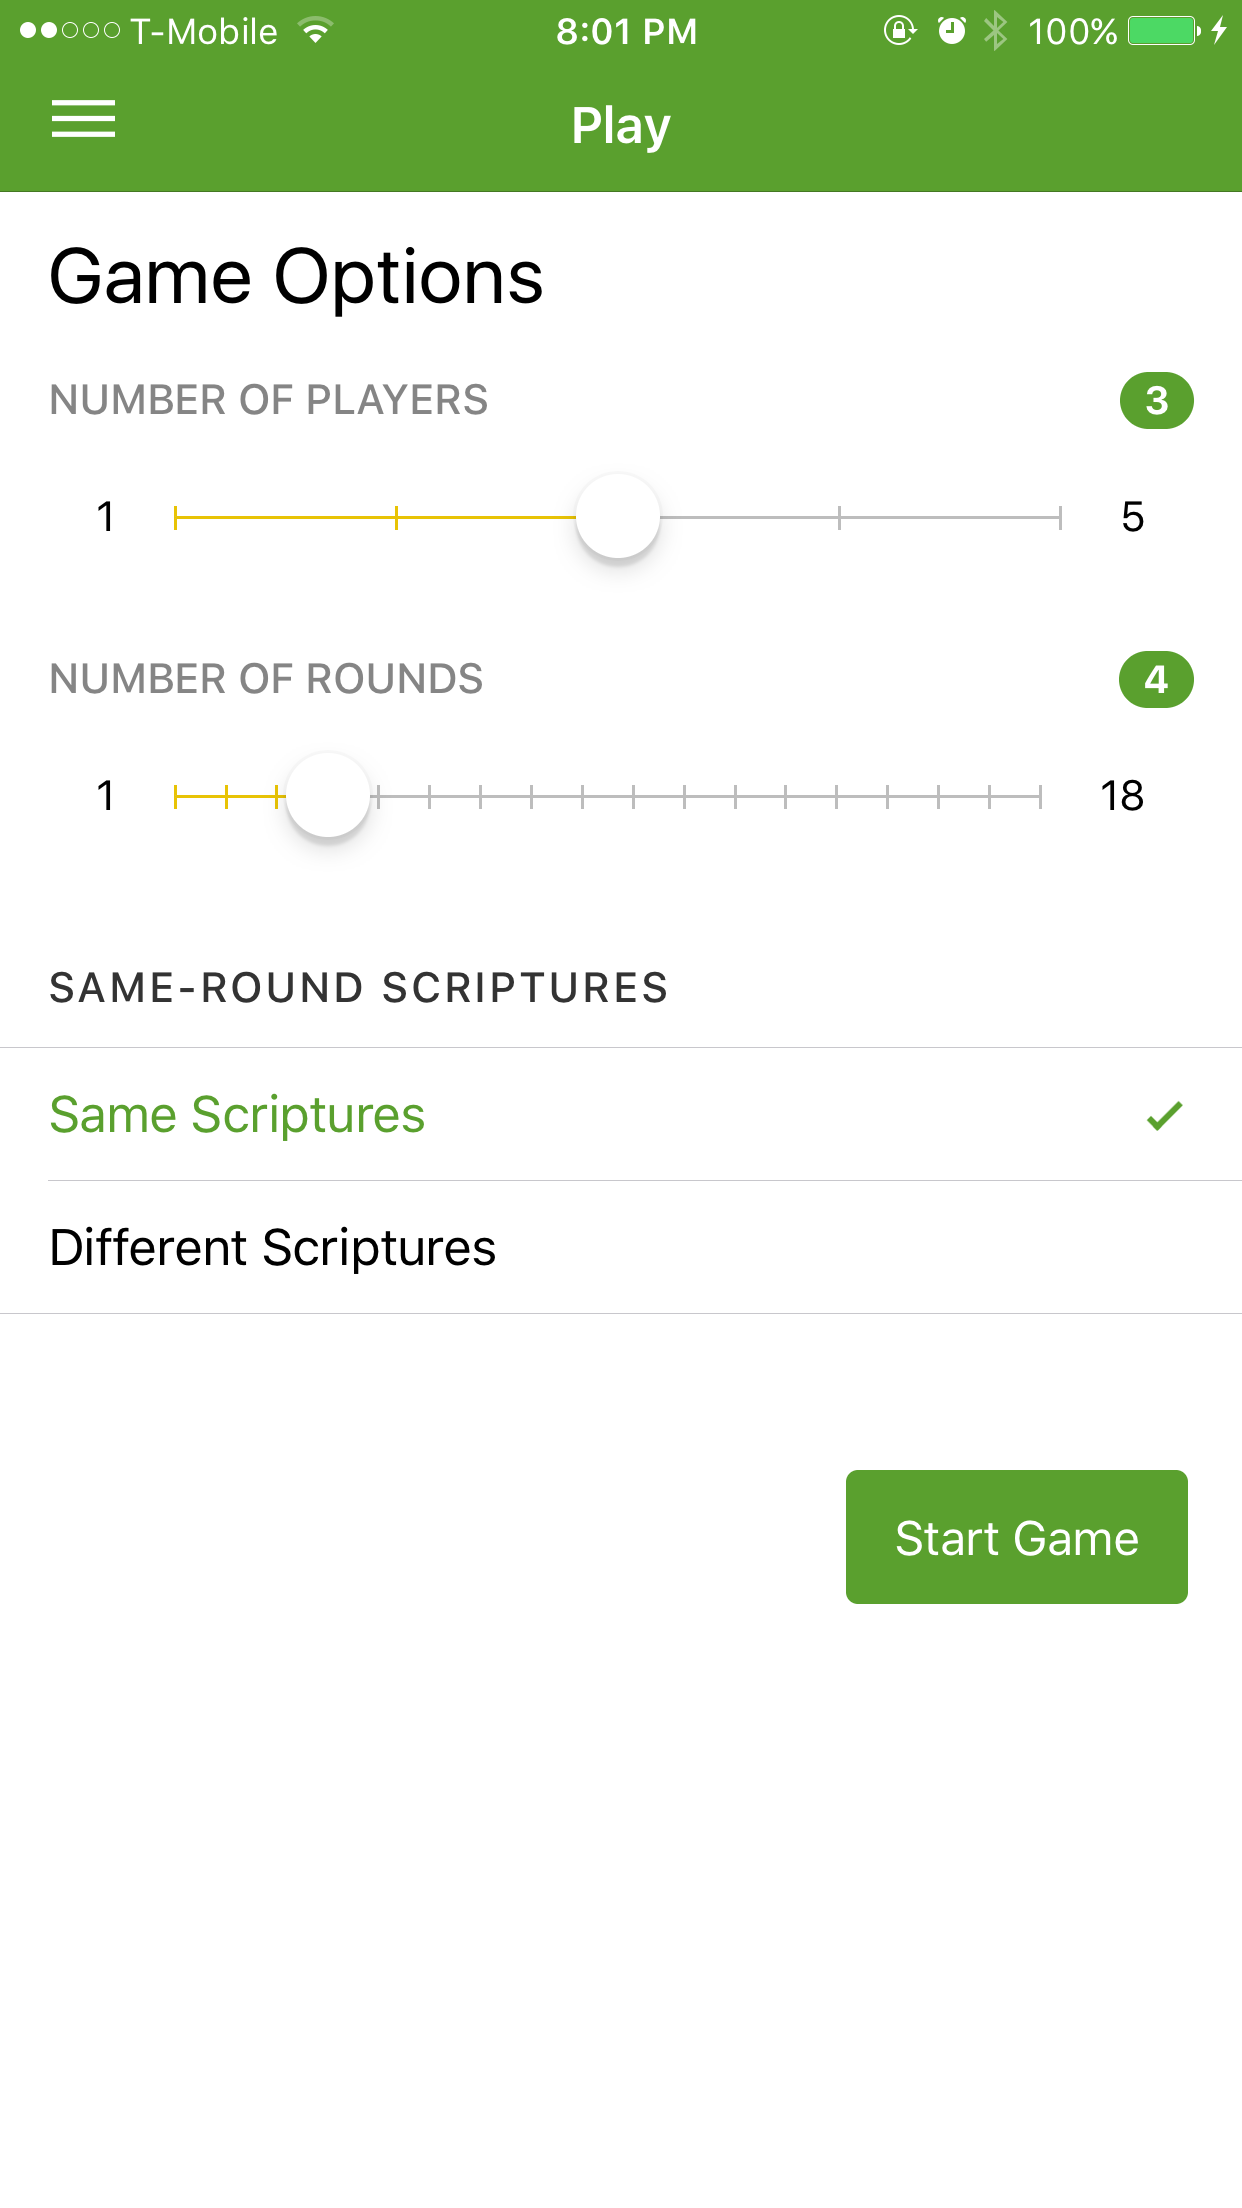 T-Mobile 8:01 PM 100%
Play
Game Options
NUMBER OF PLAYERS 3
1 5
NUMBER OF ROUNDS 4
1 18
SAME-ROUND SCRIPTURES
Same Scriptures
Different Scriptures
Start Game